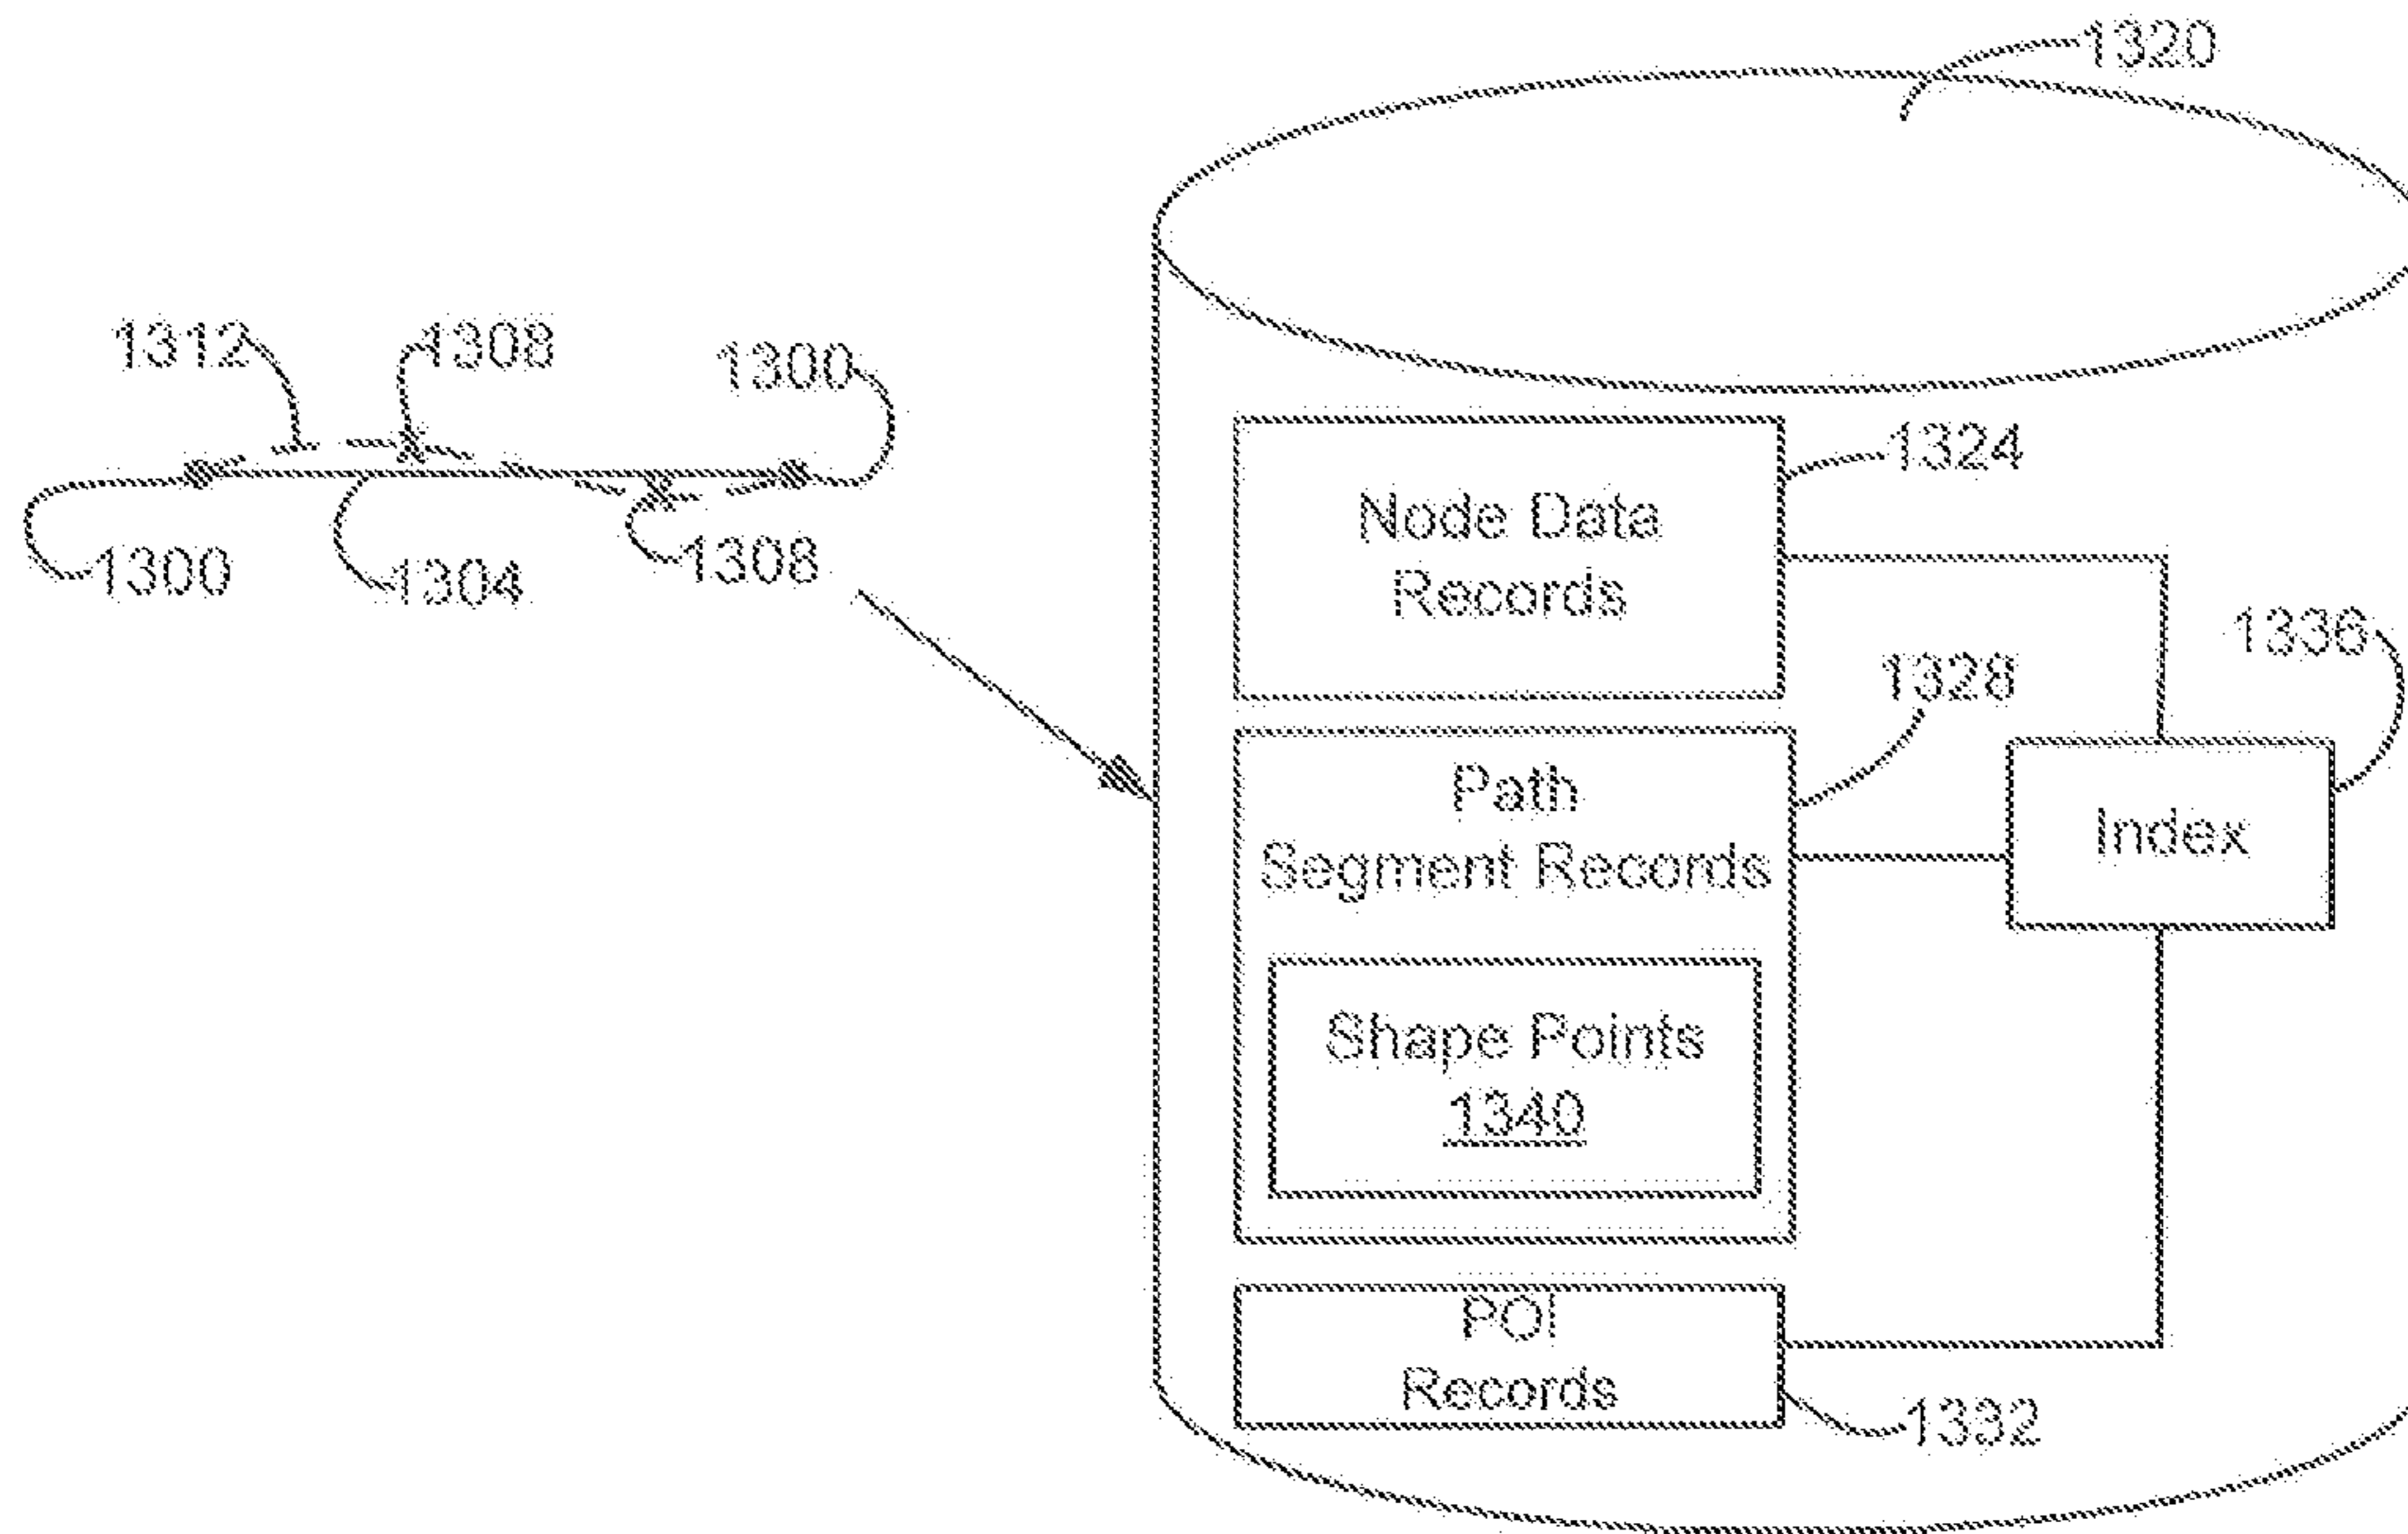 1320
1312
1308
1300
1300
1304
1308
Node Data
Records
1324
1336
1328
Path
Segment Records
Index
Shape Points
1340
POI
Records
1332